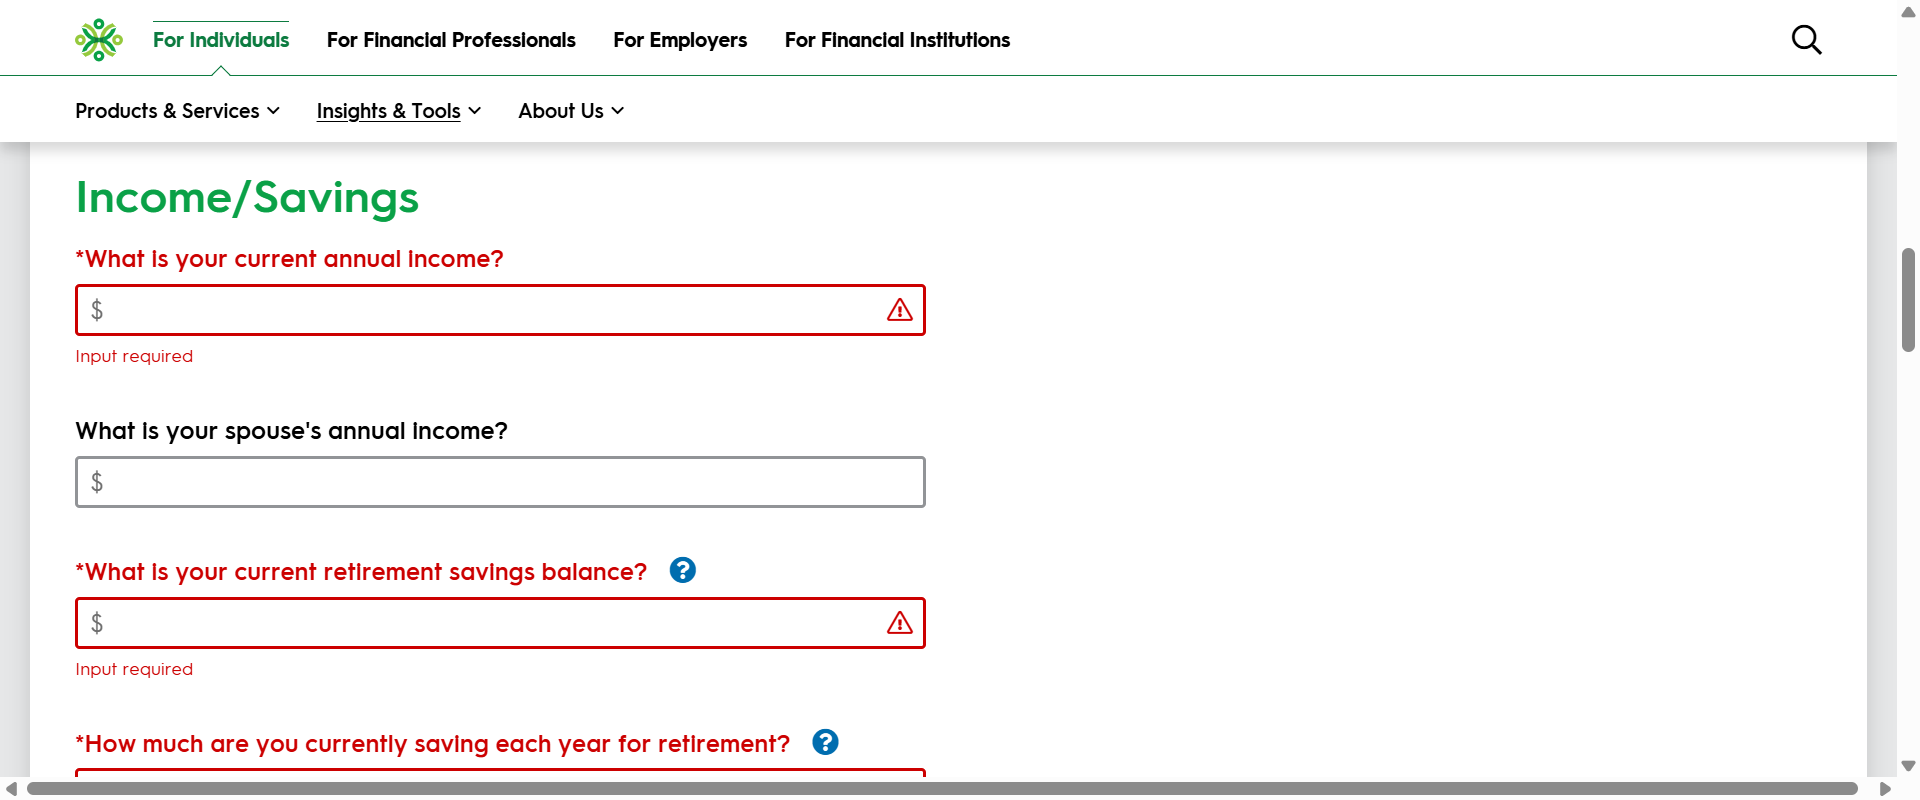 For Individuals
For Financial Professionals
For Employers
For Financial Institutions
Products & Services
Insights & Tools
About Us
Income/Savings
*What is your current annual income?
$
Input required
What is your spouse's annual income?
$
*What is your current retirement savings balance? ?
$
Input required
*How much are you currently saving each year for retirement? ?